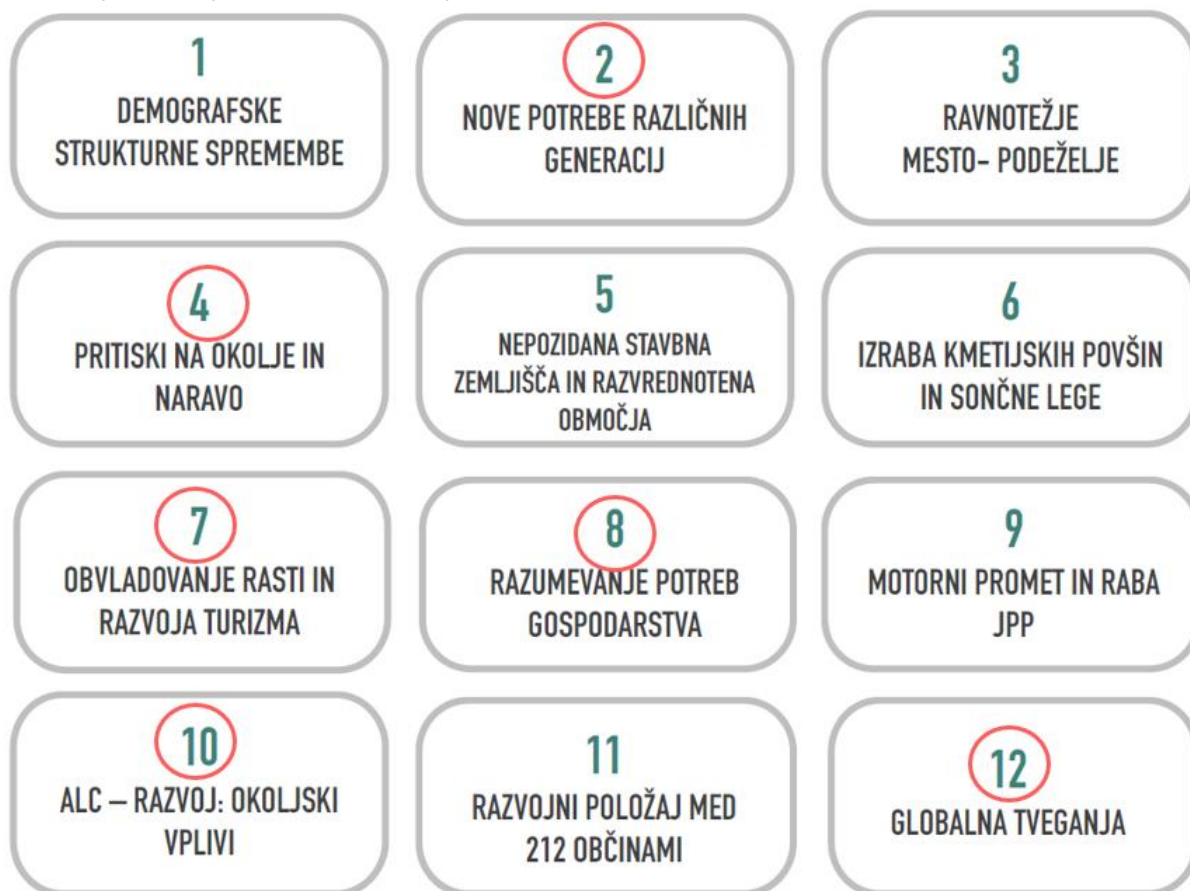 1
DEMOGRAFSKE
STRUKTURNE SPREMEMBE
2
NOVE POTREBE RAZLIČNIH
GENERACIJ
3
RAVNOTEŽJE
MESTO- PODEŽELJE
4
PRITISKI NA OKOLJE IN
NARAVO
5
NEPOZIDANA STAVBNA
ZEMLJIŠČA IN RAZVREDNOTENA
OBMOČJA
6
IZRABA KMETIJSKIH POVŠIN
IN SONČNE LEGE
7
OBVLADOVANJE RASTI IN
RAZVOJA TURIZMA
8
RAZUMEVANJE POTREB
GOSPODARSTVA
9
MOTORNI PROMET IN RABA
JPP
10
ALC – RAZVOJ: OKOLJSKI
VPLIVI
11
RAZVOJNI POLOŽAJ MED
212 OBČINAMI
12
GLOBALNA TVEGANJA